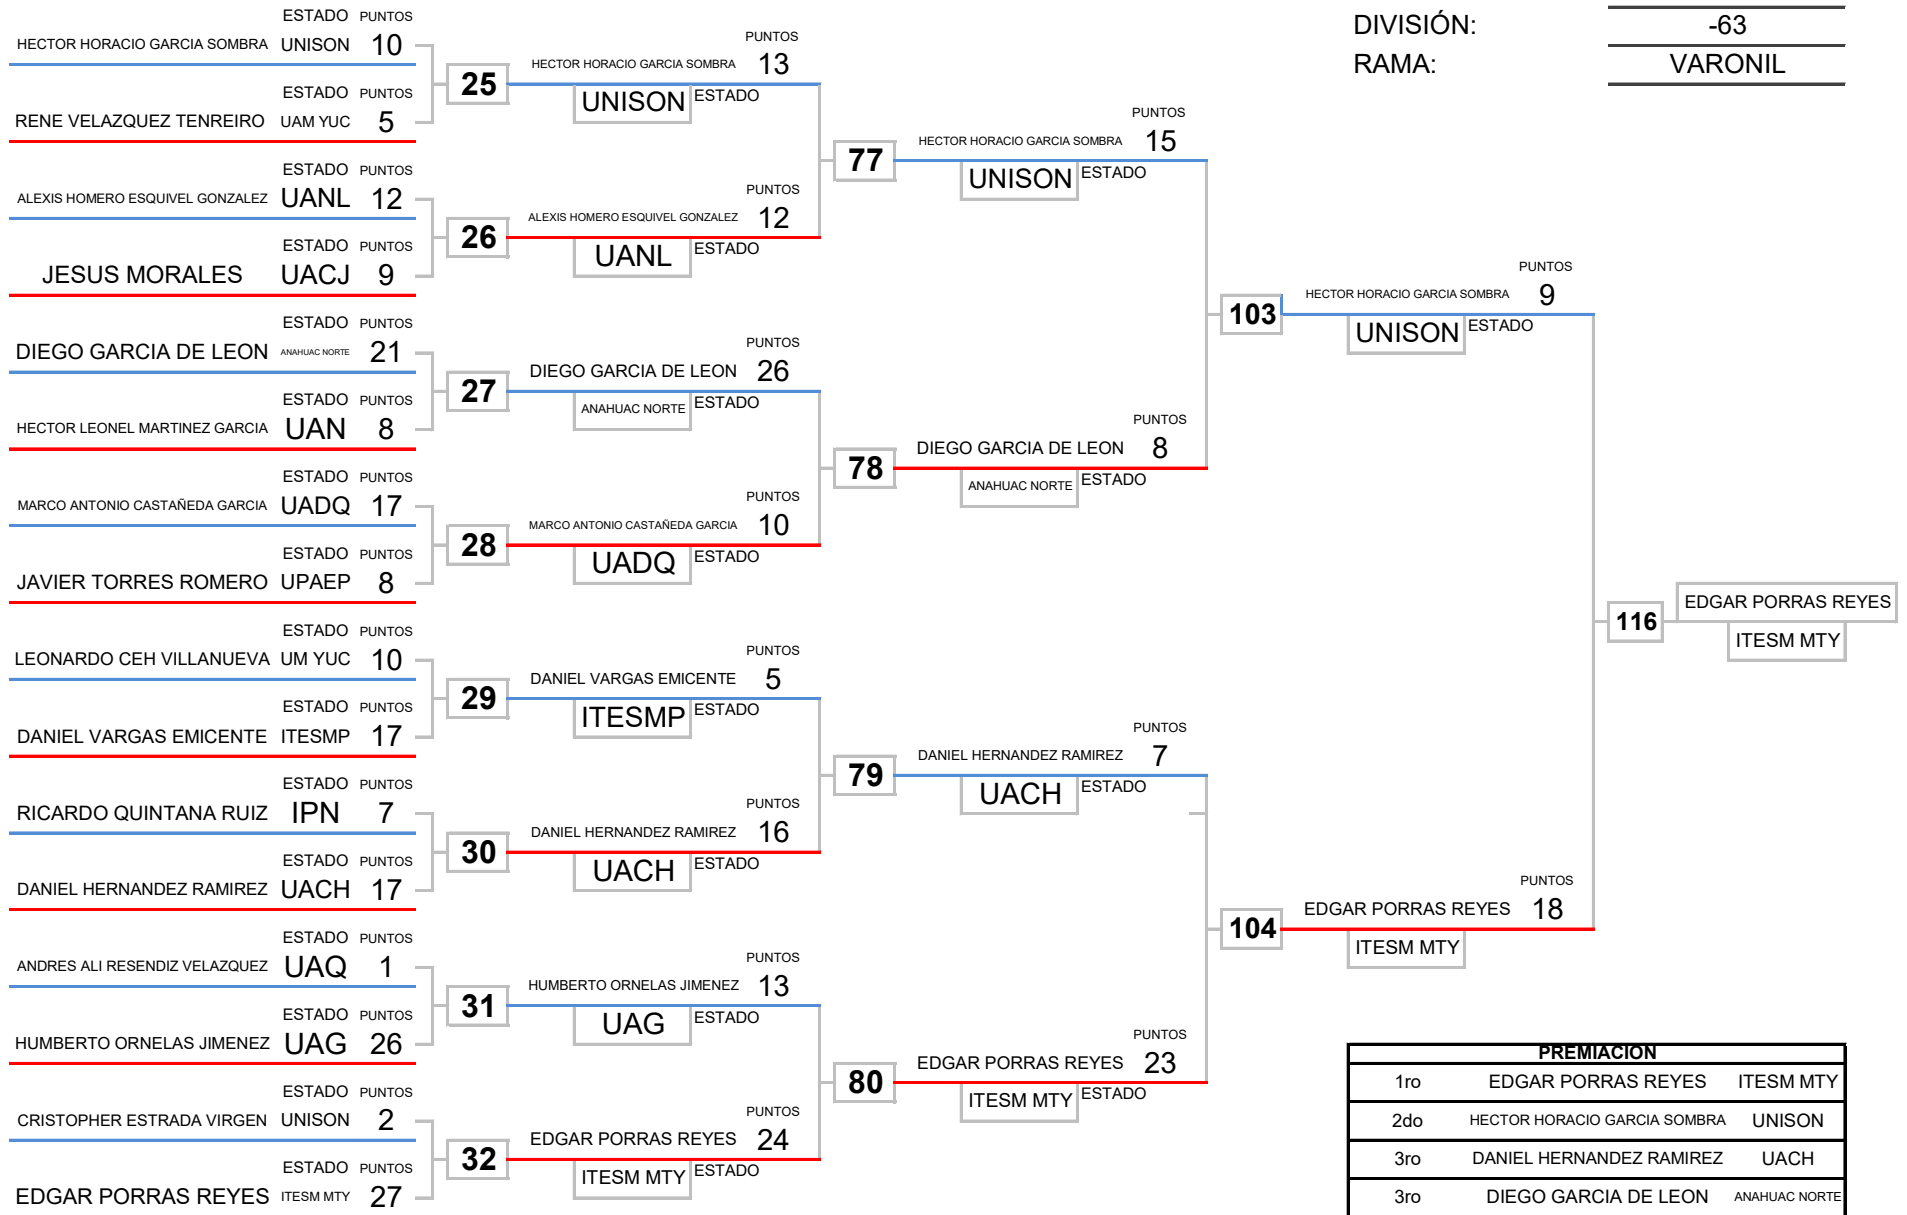 DIVISIÓN: -63
RAMA: VARONIL
ESTADO PUNTOS
HECTOR HORACIO GARCIA SOMBRA UNISON 10
ESTADO PUNTOS
RENE VELAZQUEZ TENREIRO UAM YUC 5
ESTADO PUNTOS
ALEXIS HOMERO ESQUIVEL GONZALEZ UANL 12
ESTADO PUNTOS
JESUS MORALES UACJ 9
ESTADO PUNTOS
DIEGO GARCIA DE LEON ANAHUAC NORTE 21
ESTADO PUNTOS
HECTOR LEONEL MARTINEZ GARCIA UAN 8
ESTADO PUNTOS
MARCO ANTONIO CASTAÑEDA GARCIA UADQ 17
ESTADO PUNTOS
JAVIER TORRES ROMERO UPAEP 8
ESTADO PUNTOS
LEONARDO CEH VILLANUEVA UM YUC 10
ESTADO PUNTOS
DANIEL VARGAS EMICENTE ITESMP 17
ESTADO PUNTOS
RICARDO QUINTANA RUIZ IPN 7
ESTADO PUNTOS
DANIEL HERNANDEZ RAMIREZ UACH 17
ESTADO PUNTOS
ANDRES ALI RESENDIZ VELAZQUEZ UAQ 1
ESTADO PUNTOS
HUMBERTO ORNELAS JIMENEZ UAG 26
ESTADO PUNTOS
CRISTOPHER ESTRADA VIRGEN UNISON 2
ESTADO PUNTOS
EDGAR PORRAS REYES ITESM MTY 27
PUNTOS
25 HECTOR HORACIO GARCIA SOMBRA 13
UNISON ESTADO
PUNTOS
26 ALEXIS HOMERO ESQUIVEL GONZALEZ 12
UANL ESTADO
PUNTOS
27 DIEGO GARCIA DE LEON 26
ANAHUAC NORTE ESTADO
PUNTOS
28 MARCO ANTONIO CASTAÑEDA GARCIA 10
UADQ ESTADO
PUNTOS
29 DANIEL VARGAS EMICENTE 5
ITESMP ESTADO
PUNTOS
30 DANIEL HERNANDEZ RAMIREZ 16
UACH ESTADO
PUNTOS
31 HUMBERTO ORNELAS JIMENEZ 13
UAG ESTADO
PUNTOS
32 EDGAR PORRAS REYES 24
ITESM MTY ESTADO
PUNTOS
77 HECTOR HORACIO GARCIA SOMBRA 15
UNISON ESTADO
PUNTOS
78 DIEGO GARCIA DE LEON 8
ANAHUAC NORTE ESTADO
PUNTOS
79 DANIEL HERNANDEZ RAMIREZ 7
UACH ESTADO
PUNTOS
80 EDGAR PORRAS REYES 23
ITESM MTY ESTADO
PUNTOS
103 HECTOR HORACIO GARCIA SOMBRA 9
UNISON ESTADO
PUNTOS
104 EDGAR PORRAS REYES 18
ITESM MTY
116 EDGAR PORRAS REYES
ITESM MTY
PREMIACION
1ro EDGAR PORRAS REYES ITESM MTY
2do HECTOR HORACIO GARCIA SOMBRA UNISON
3ro DANIEL HERNANDEZ RAMIREZ UACH
3ro DIEGO GARCIA DE LEON ANAHUAC NORTE